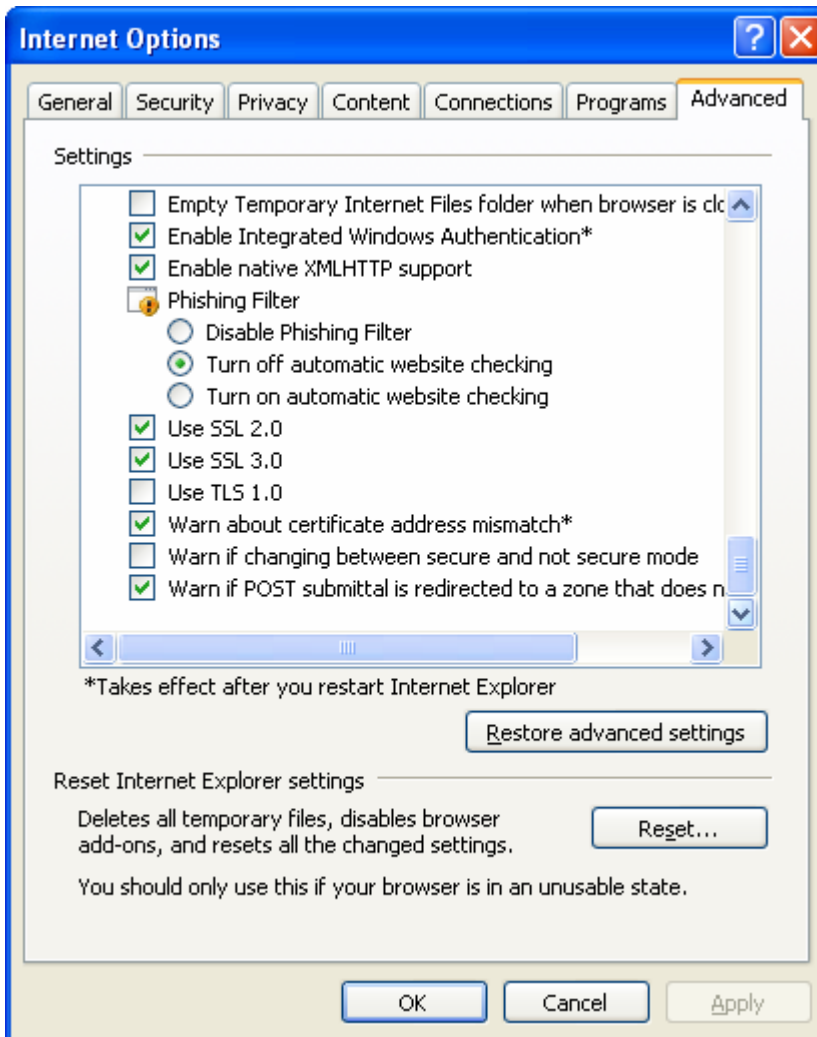 Internet Options
General Security Privacy Content Connections Programs Advanced
Settings
Empty Temporary Internet Files folder when browser is clo
Enable Integrated Windows Authentication*
Enable native XMLHTTP support
Phishing Filter
Disable Phishing Filter
Turn off automatic website checking
Turn on automatic website checking
Use SSL 2.0
Use SSL 3.0
Use TLS 1.0
Warn about certificate address mismatch*
Warn if changing between secure and not secure mode
Warn if POST submittal is redirected to a zone that does n
*Takes effect after you restart Internet Explorer
Restore advanced settings
Reset Internet Explorer settings
Deletes all temporary files, disables browser
add-ons, and resets all the changed settings.
Reset...
You should only use this if your browser is in an unusable state.
OK Cancel Apply